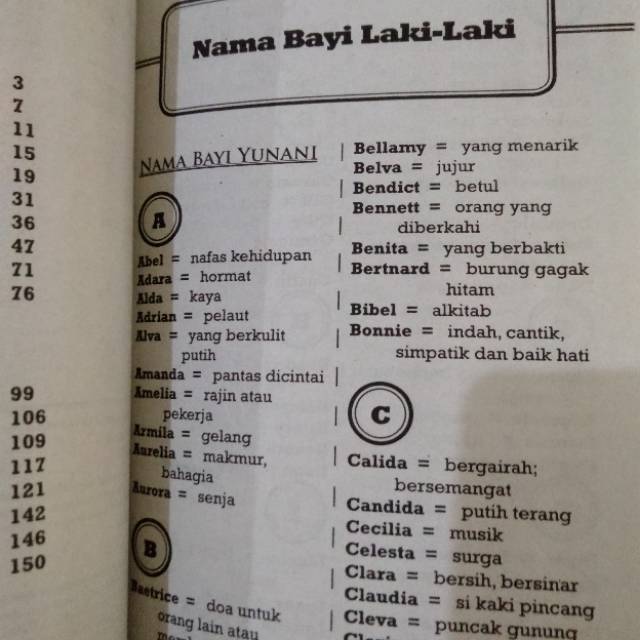 3
7
11
15
19
31
36
47
71
76
99
106
109
117
121
142
146
150
Nama Bayi Laki-Laki
NAMA BAYI YUNANI
A
Abel = nafas kehidupan
Adara = hormat
Alda = kaya
Adrian = pelaut
Alva = yang berkulit
putih
Amanda = pantas dicintai
Amelia = rajin atau
pekerja
Armila = gelang
Aurelia = makmur,
bahagia
Aurora = senja
B
Baetrice = doa untuk
orang lain atau
Bellamy = yang menarik
Belva = jujur
Bendict = betul
Bennett = orang yang
diberkahi
Benita = yang berbakti
Bertnard = burung gagak
hitam
Bibel = alkitab
Bonnie = indah, cantik,
simpatik dan baik hati
C
Calida = bergairah;
bersemangat
Candida = putih terang
Cecilia = musik
Celesta = surga
Clara = bersih, bersinar
Claudia = si kaki pincang
Cleva = puncak gunung